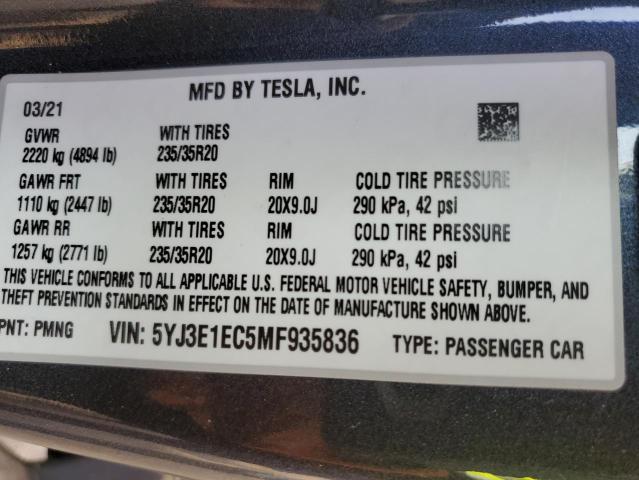 MFD BY TESLA, INC.
03/21
GVWR WITH TIRES
2220 kg (4894 lb) 235/35R20
GAWR FRT WITH TIRES RIM COLD TIRE PRESSURE
1110 kg (2447 lb) 235/35R20 20X9.0J 290 kPa, 42 psi
GAWR RR WITH TIRES RIM COLD TIRE PRESSURE
1257 kg (2771 lb) 235/35R20 20X9.0J 290 kPa, 42 psi
THIS VEHICLE CONFORMS TO ALL APPLICABLE U.S. FEDERAL MOTOR VEHICLE SAFETY, BUMPER, AND
THEFT PREVENTION STANDARDS IN EFFECT ON THE DATE OF MANUFACTURE SHOWN ABOVE.
PNT: PMNG VIN: 5YJ3E1EC5MF935836 TYPE: PASSENGER CAR